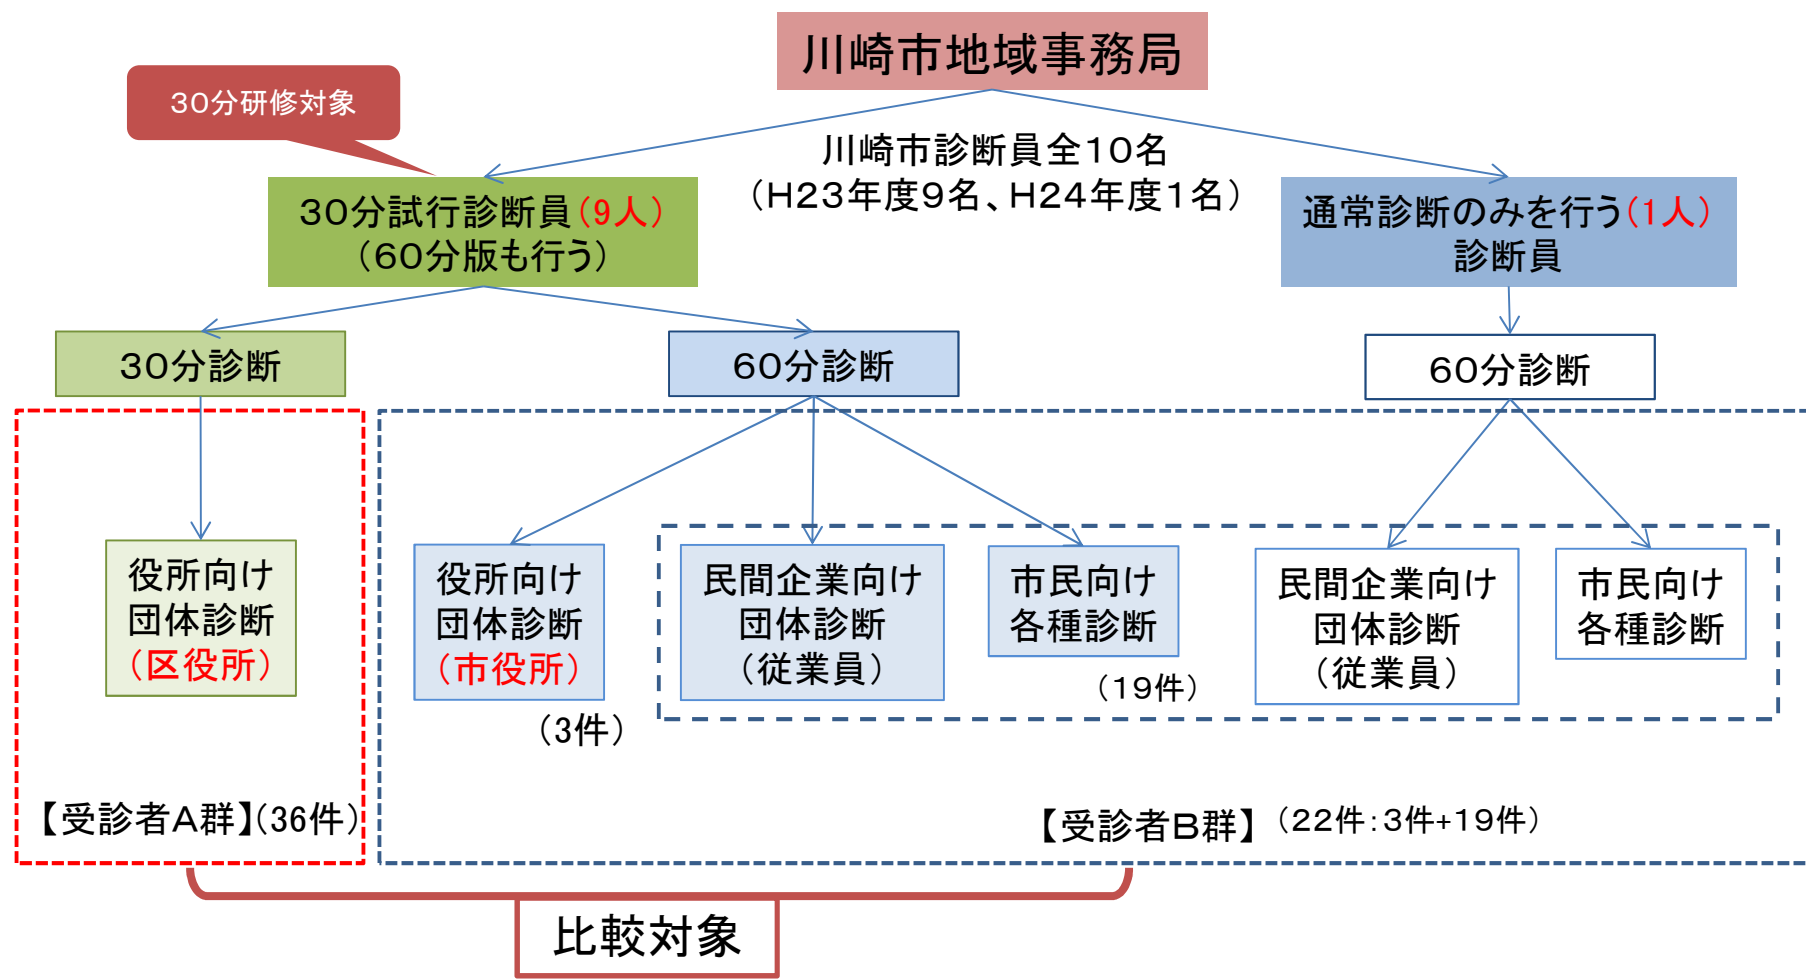 川崎市地域事務局
30分研修対象
川崎市診断員全10名
（H23年度9名、H24年度1名）
30分試行診断員（9人）
（60分版も行う）
通常診断のみを行う（1人）
診断員
30分診断
60分診断
60分診断
役所向け
団体診断
（区役所）
役所向け
団体診断
（市役所）
（3件）
民間企業向け
団体診断
（従業員）
市民向け
各種診断
（19件）
民間企業向け
団体診断
（従業員）
市民向け
各種診断
【受診者A群】（36件）
【受診者B群】（22件：3件+19件）
比較対象